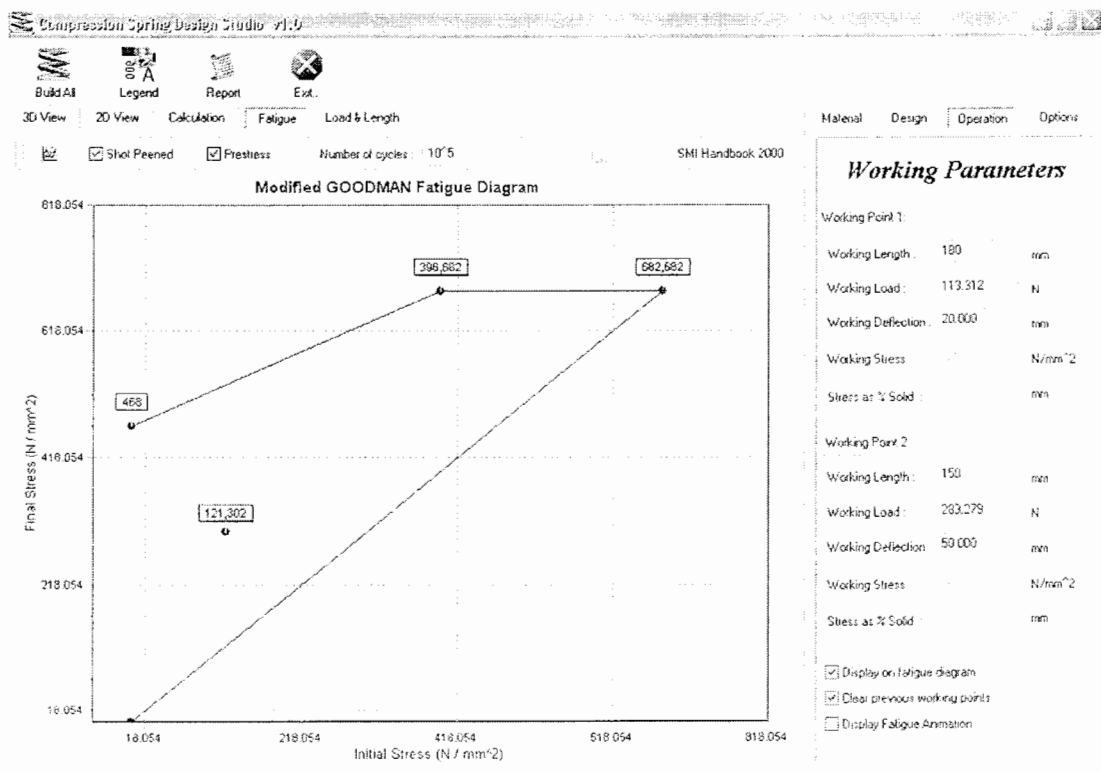 Compression Spring Design Studio v1.0
Build All Legend Report Exit..
3D View 2D View Calculation Fatigue Load & Length
Material Design Operation Options
Shot Peened Prestress Number of cycles : 10^5 SMI Handbook 2000
Modified GOODMAN Fatigue Diagram
818.054
618.054
418.054
218.054
18.054
Final Stress (N / mm^2)
468
396,682
682,682
121,302
18.054 218.054 418.054 618.054 818.054
Initial Stress (N / mm^2)
Working Parameters
Working Point 1:
Working Length : 180 mm
Working Load : 113.312 N
Working Deflection : 20.000 mm
Working Stress N/mm^2
Stress as % Solid : mm
Working Point 2
Working Length : 150 mm
Working Load : 283.279 N
Working Deflection 50.000 mm
Working Stress N/mm^2
Stress as % Solid mm
Display on fatigue diagram
Clear previous working points
Display Fatigue Animation